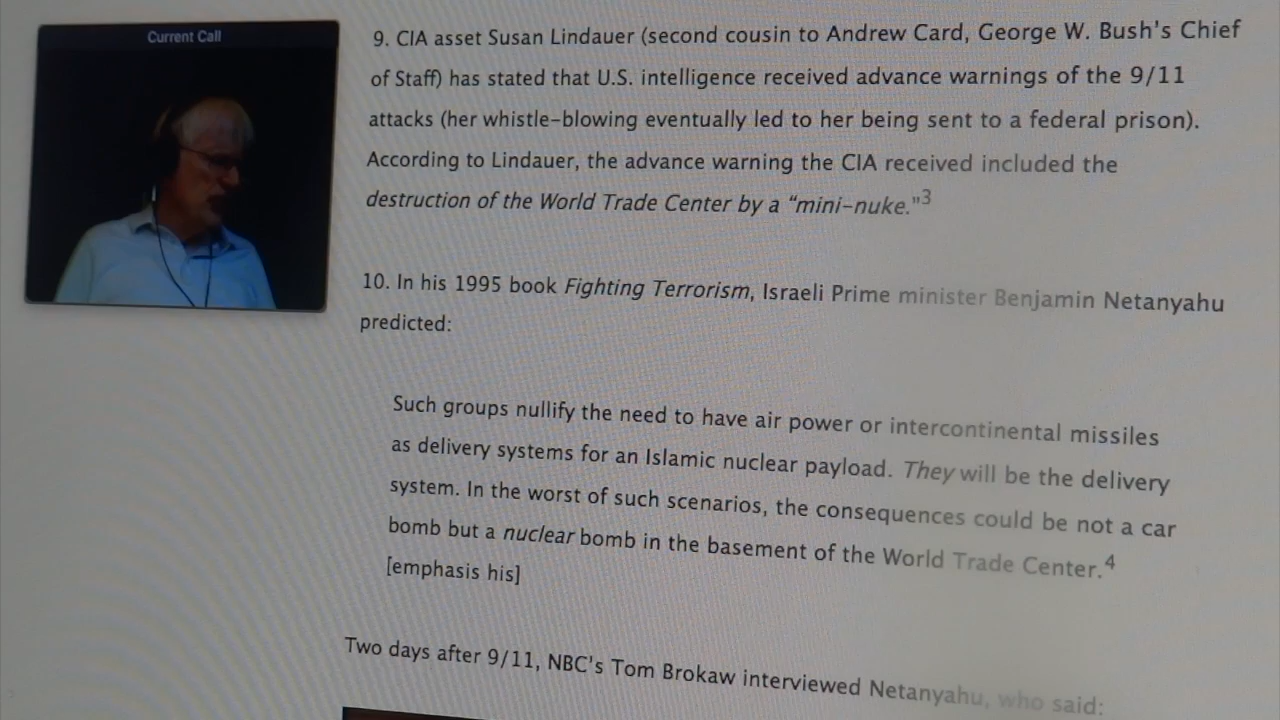 Current Call
9. CIA asset Susan Lindauer (second cousin to Andrew Card, George W. Bush's Chief
of Staff) has stated that U.S. intelligence received advance warnings of the 9/11
attacks (her whistle-blowing eventually led to her being sent to a federal prison).
According to Lindauer, the advance warning the CIA received included the
destruction of the World Trade Center by a “mini-nuke."3
10. In his 1995 book Fighting Terrorism, Israeli Prime minister Benjamin Netanyahu
predicted:
Such groups nullify the need to have air power or intercontinental missiles
as delivery systems for an Islamic nuclear payload. They will be the delivery
system. In the worst of such scenarios, the consequences could be not a car
bomb but a nuclear bomb in the basement of the World Trade Center.4
[emphasis his]
Two days after 9/11, NBC's Tom Brokaw interviewed Netanyahu, who said: